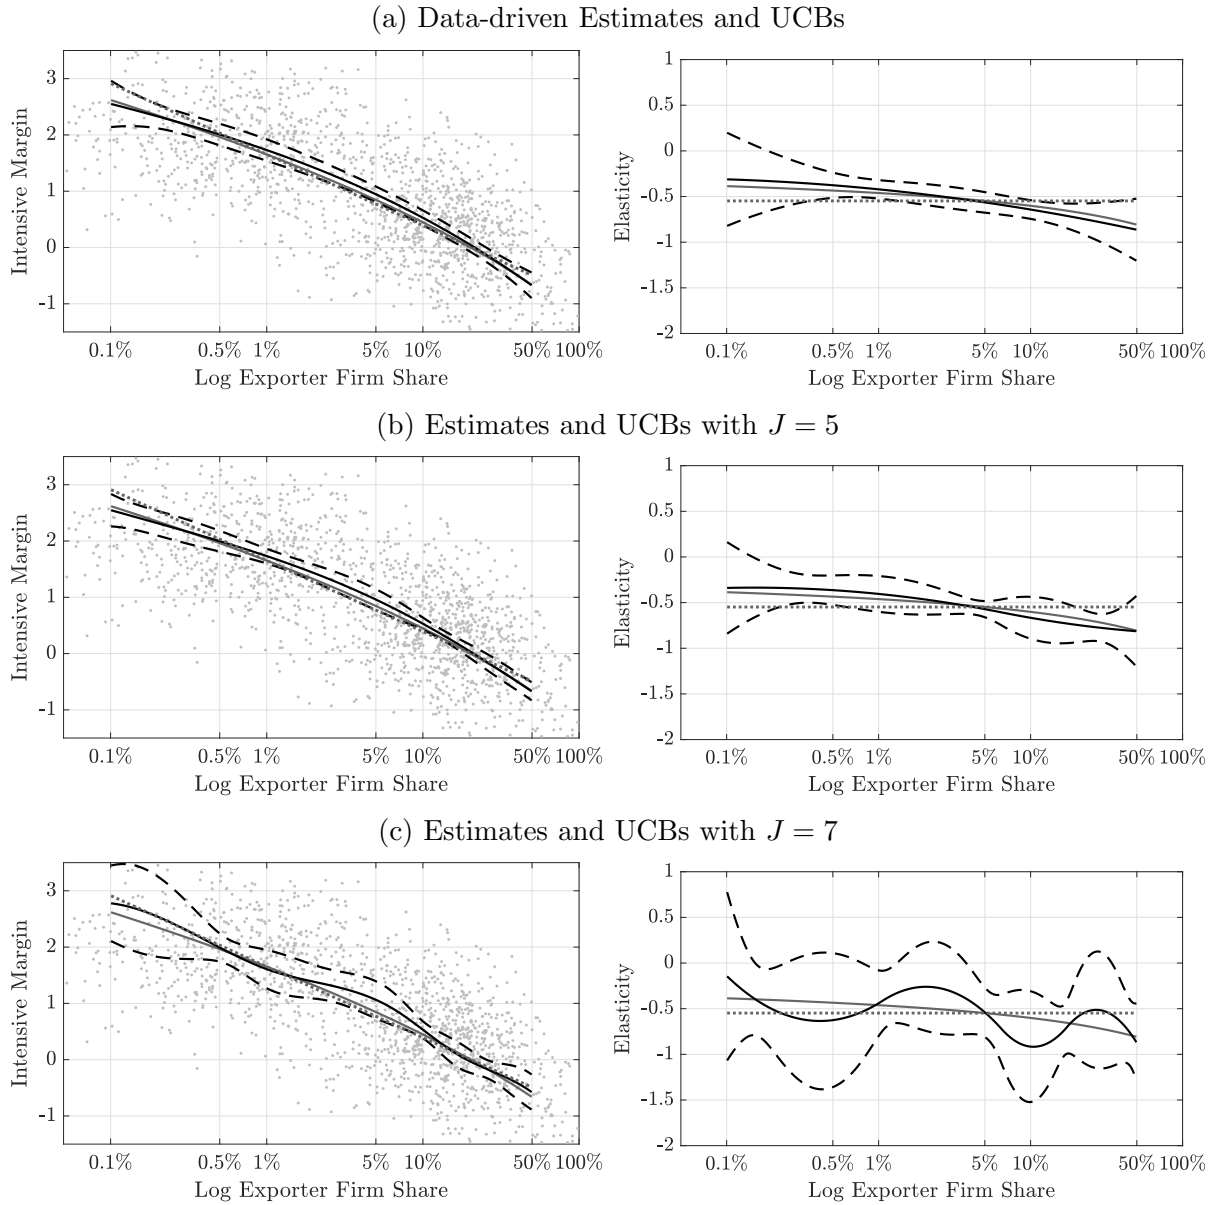 (a) Data-driven Estimates and UCBs
3
2
1
0
-1
Intensive Margin
0.1% 0.5% 1% 5% 10% 50% 100%
Log Exporter Firm Share
1
0.5
0
-0.5
-1
-1.5
-2
Elasticity
0.1% 0.5% 1% 5% 10% 50% 100%
Log Exporter Firm Share
(b) Estimates and UCBs with J = 5
3
2
1
0
-1
Intensive Margin
0.1% 0.5% 1% 5% 10% 50% 100%
Log Exporter Firm Share
1
0.5
0
-0.5
-1
-1.5
-2
Elasticity
0.1% 0.5% 1% 5% 10% 50% 100%
Log Exporter Firm Share
(c) Estimates and UCBs with J = 7
3
2
1
0
-1
Intensive Margin
0.1% 0.5% 1% 5% 10% 50% 100%
Log Exporter Firm Share
1
0.5
0
-0.5
-1
-1.5
-2
Elasticity
0.1% 0.5% 1% 5% 10% 50% 100%
Log Exporter Firm Share